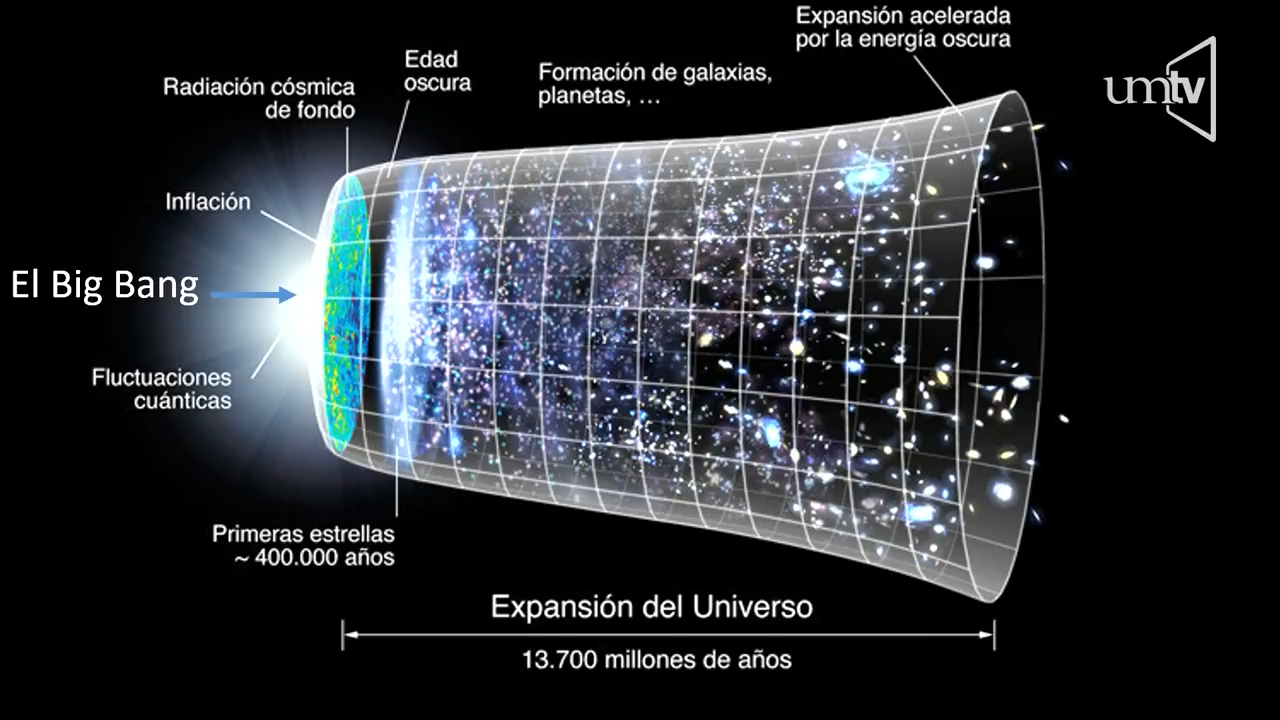 Expansión acelerada
por la energía oscura
umtv
Edad
oscura
Formación de galaxias,
planetas, ...
Radiación cósmica
de fondo
Inflación
El Big Bang
Fluctuaciones
cuánticas
Primeras estrellas
~ 400.000 años
Expansión del Universo
13.700 millones de años